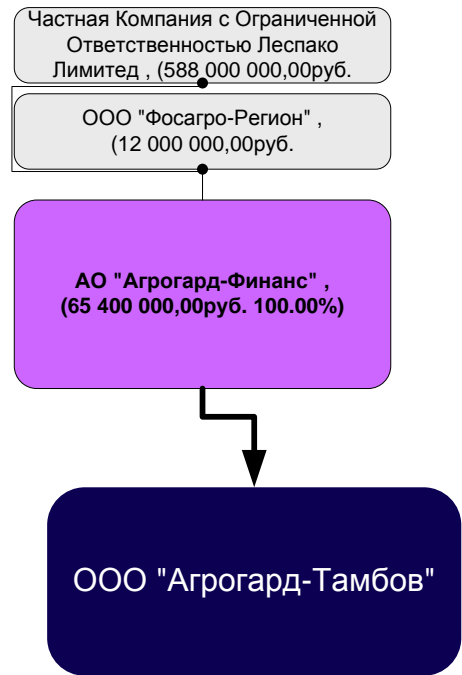 Частная Компания с Ограниченной
Ответственностью Леспако
Лимитед , (588 000 000,00руб.
ООО "Фосагро-Регион" ,
(12 000 000,00руб.
АО "Агрогард-Финанс" ,
(65 400 000,00руб. 100.00%)
ООО "Агрогард-Тамбов"